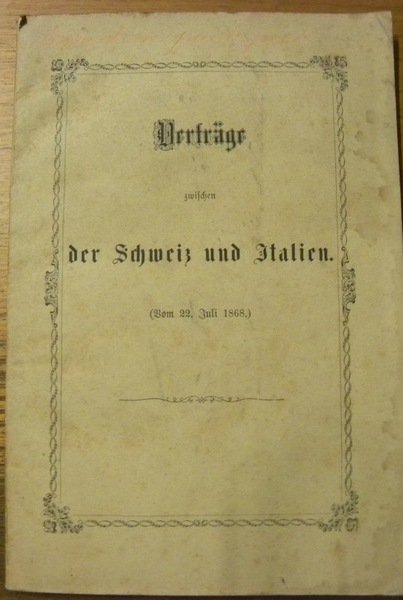 Verträge
zwischen
der Schweiz und Italien.
(Vom 22. Juli 1868.)